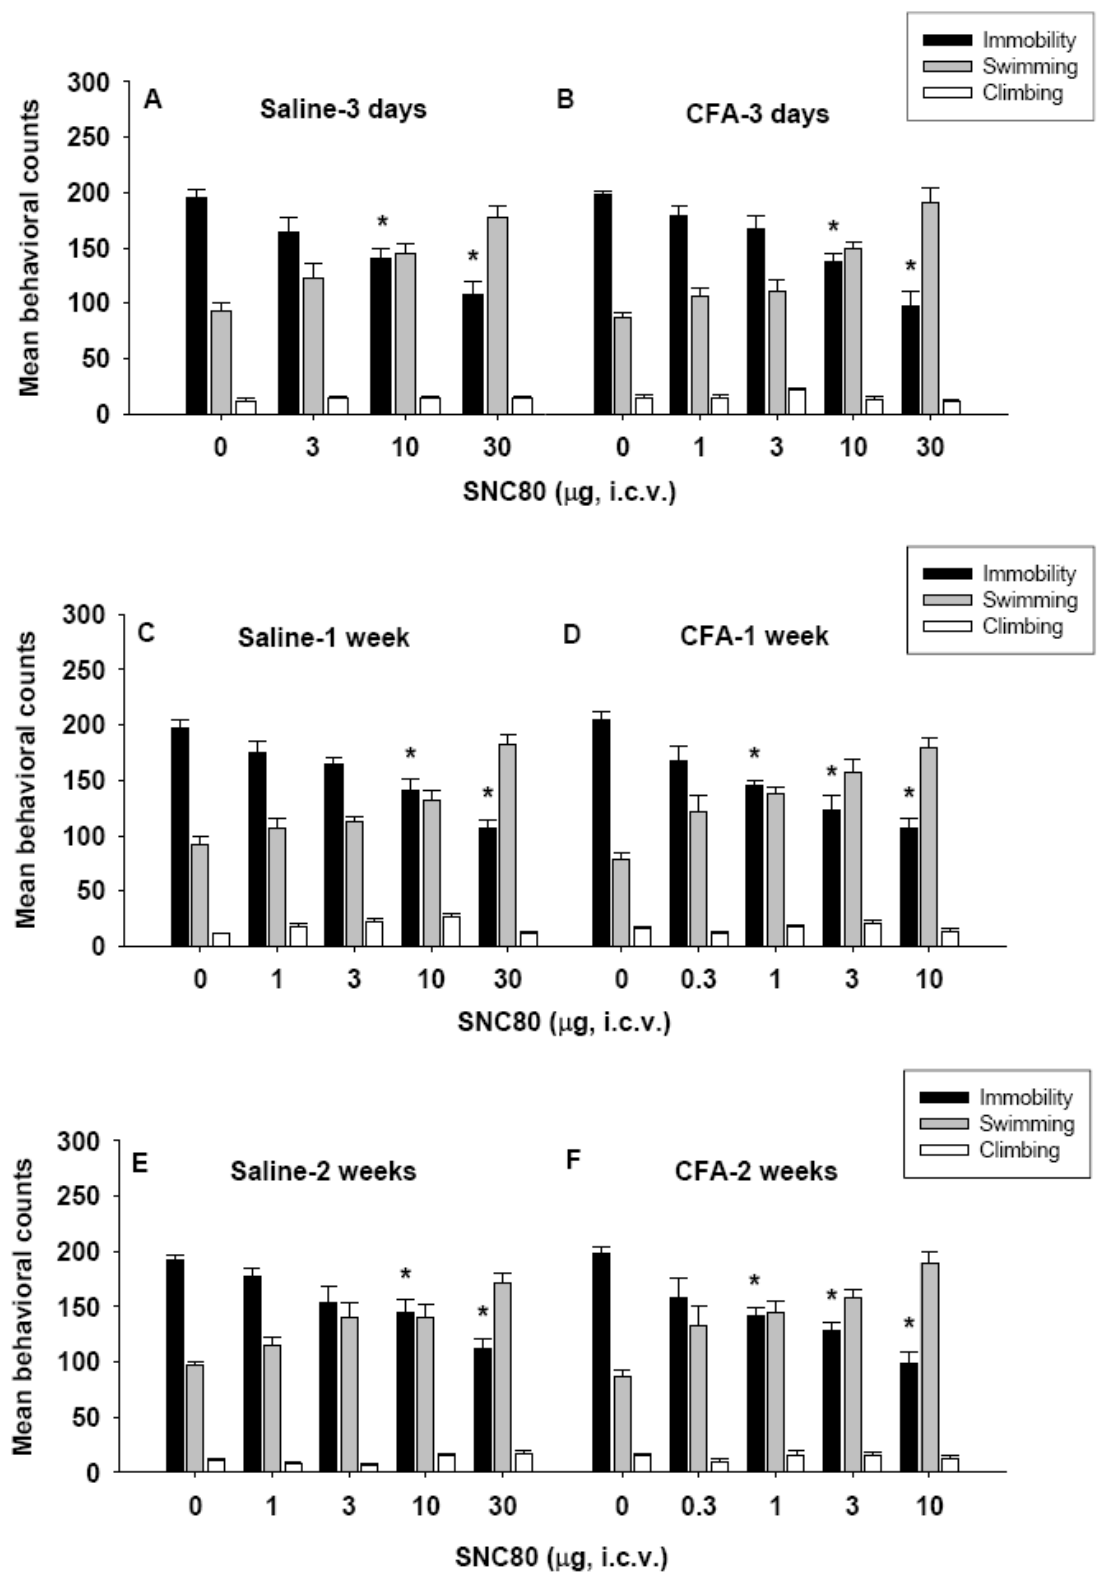 Immobility
Swimming
Climbing
A
Saline-3 days
B
CFA-3 days
Mean behavioral counts
300
250
200
150
100
50
0
*
*
*
*
0 3 10 30 0 1 3 10 30
SNC80 (μg, i.c.v.)
Immobility
Swimming
Climbing
C
Saline-1 week
D
CFA-1 week
Mean behavioral counts
300
250
200
150
100
50
0
*
*
*
*
*
0 1 3 10 30 0 0.3 1 3 10
SNC80 (μg, i.c.v.)
Immobility
Swimming
Climbing
E
Saline-2 weeks
F
CFA-2 weeks
Mean behavioral counts
300
250
200
150
100
50
0
*
*
*
*
*
0 1 3 10 30 0 0.3 1 3 10
SNC80 (μg, i.c.v.)